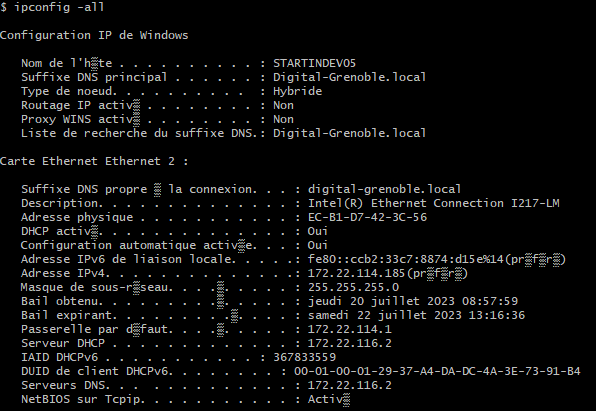 $ ipconfig -all
Configuration IP de Windows
Nom de l'h▒te . . . . . . . . . . : STARTINDEV05
Suffixe DNS principal . . . . . . : Digital-Grenoble.local
Type de noeud. . . . . . . . . . : Hybride
Routage IP activ▒ . . . . . . . . : Non
Proxy WINS activ▒ . . . . . . . . : Non
Liste de recherche du suffixe DNS.: Digital-Grenoble.local
Carte Ethernet Ethernet 2 :
Suffixe DNS propre ▒ la connexion. . . : digital-grenoble.local
Description. . . . . . . . . . . . . . : Intel(R) Ethernet Connection I217-LM
Adresse physique . . . . . . . . . . . : EC-B1-D7-42-3C-56
DHCP activ▒. . . . . . . . . . . . . . : Oui
Configuration automatique activ▒e. . . : Oui
Adresse IPv6 de liaison locale. . . . .: fe80::ccb2:33c7:8874:d15e%14(pr▒f▒r▒)
Adresse IPv4. . . . . . . . . . . . . .: 172.22.114.185(pr▒f▒r▒)
Masque de sous-r▒seau. . . .▒. . . . . : 255.255.255.0
Bail obtenu. . . . . . . . .▒. . . . . : jeudi 20 juillet 2023 08:57:59
Bail expirant. . . . . . . . .▒. . . . : samedi 22 juillet 2023 13:16:36
Passerelle par d▒faut. . . .▒. . . . . : 172.22.114.1
Serveur DHCP . . . . . . . . . . . . . : 172.22.116.2
IAID DHCPv6 . . . . . . . . . . . : 367833559
DUID de client DHCPv6. . . . . . . . : 00-01-00-01-29-37-A4-DA-DC-4A-3E-73-91-B4
Serveurs DNS. . . . . . . . . . . . . : 172.22.116.2
NetBIOS sur Tcpip. . . . . . . . . . . : Activ▒